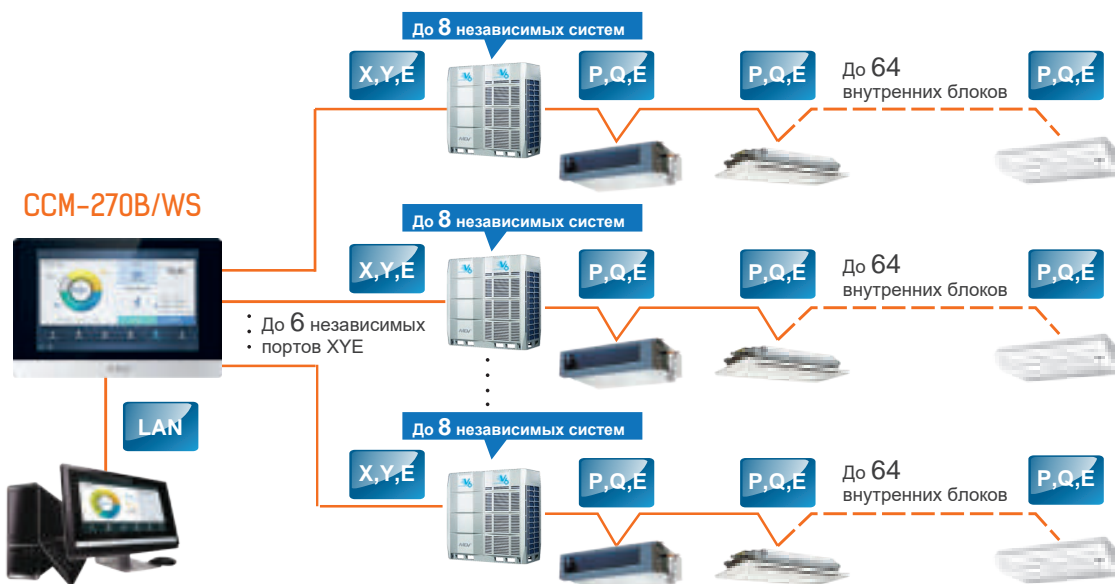 До 8 независимых систем
X,Y,E
P,Q,E
P,Q,E
До 64
внутренних блоков
P,Q,E
CCM-270B/WS
До 8 независимых систем
X,Y,E
P,Q,E
P,Q,E
До 64
внутренних блоков
P,Q,E
До 6 независимых
портов XYE
LAN
До 8 независимых систем
X,Y,E
P,Q,E
P,Q,E
До 64
внутренних блоков
P,Q,E